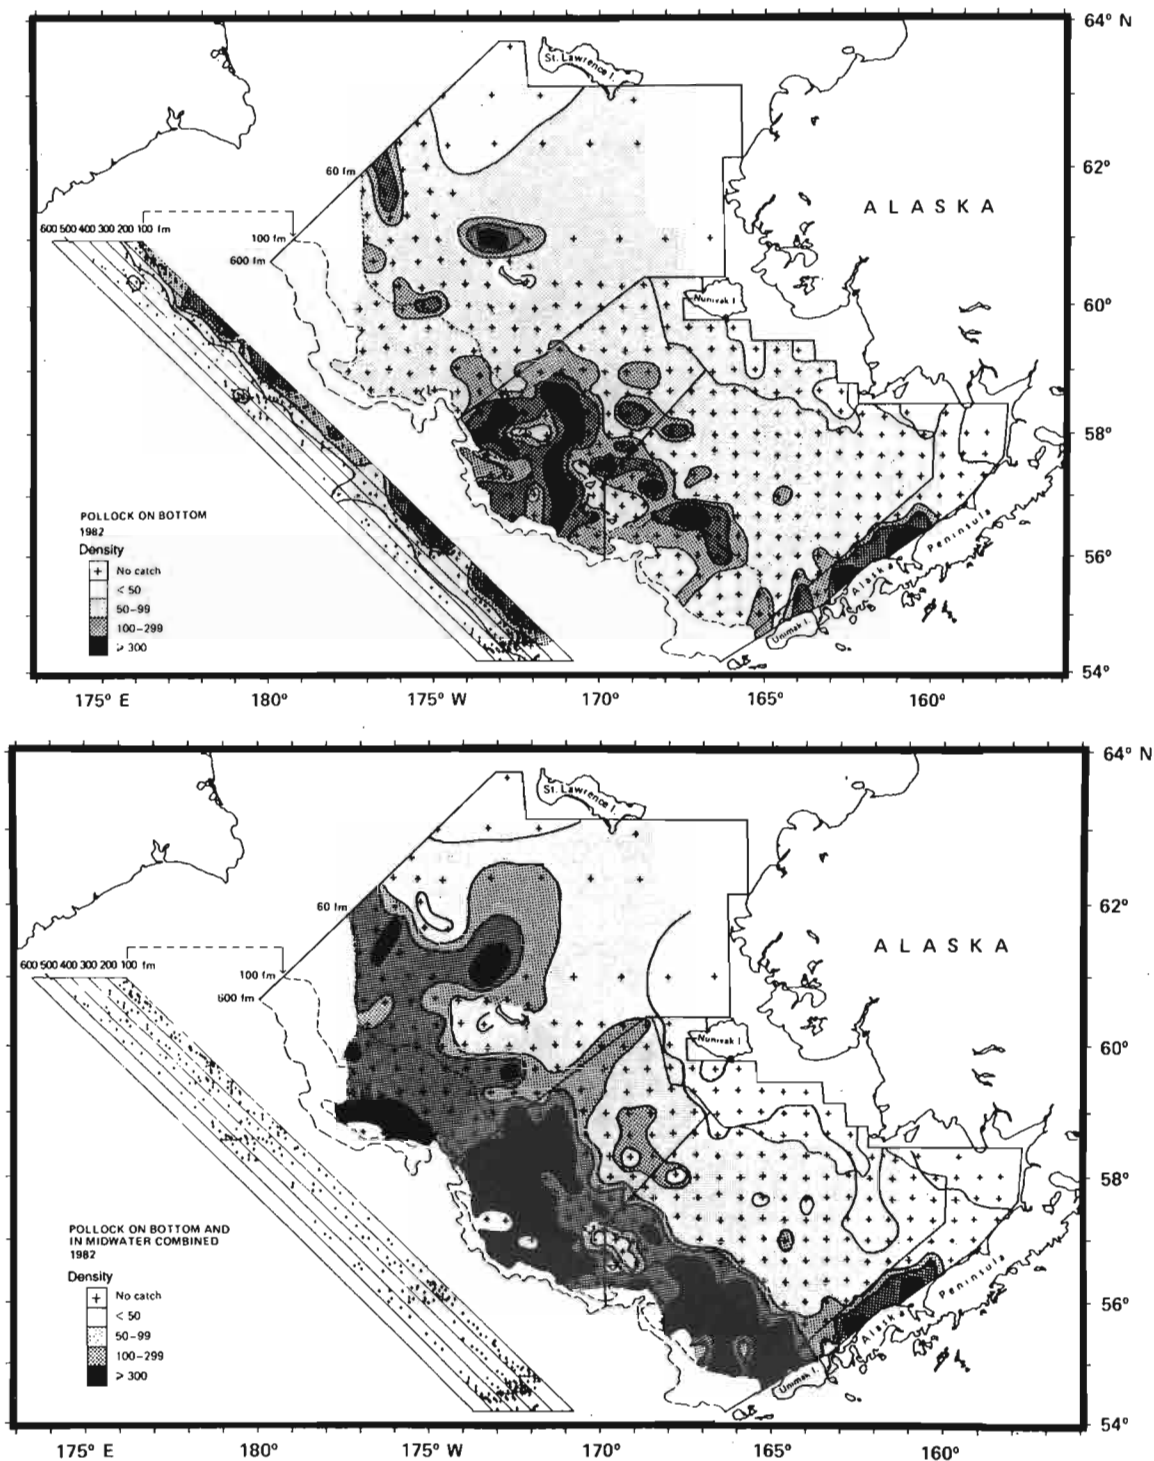 64° N
St. Lawrence I.
60 fm
62°
ALASKA
600 500 400 300 200 100 fm
100 fm
600 fm
Nunivak I
60°
58°
POLLOCK ON BOTTOM
1982
Density
No catch
< 50
50-99
100-299
≥ 300
56°
Alaska Peninsula
Unimak I.
54°
175° E 180° 175° W 170° 165° 160°
64° N
St. Lawrence I.
60 fm
62°
ALASKA
600 500 400 300 200 100 fm
100 fm
600 fm
Nunivak I
60°
58°
POLLOCK ON BOTTOM AND
IN MIDWATER COMBINED
1982
Density
No catch
< 50
50-99
100-299
≥ 300
56°
Alaska Peninsula
Unimak I.
54°
175° E 180° 175° W 170° 165° 160°